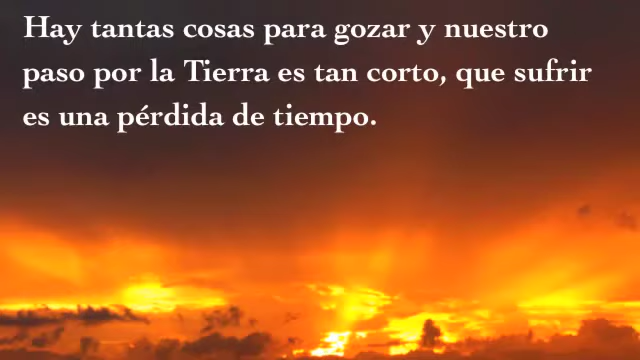 Hay tantas cosas para gozar y nuestro
paso por la Tierra es tan corto, que sufrir
es una pérdida de tiempo.